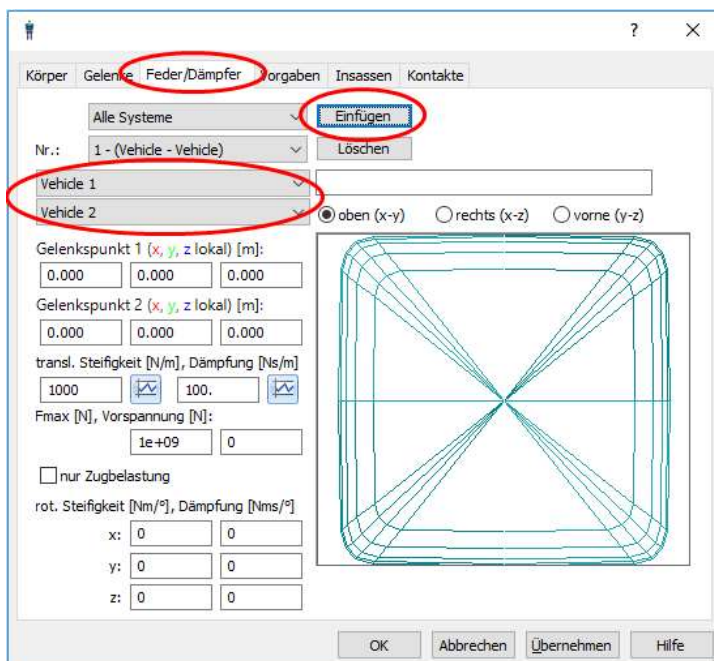 ?
Körper Gelenke Feder/Dämpfer Vorgaben Insassen Kontakte
Alle Systeme Einfügen
Nr.: 1 - (Vehicle - Vehicle) Löschen
Vehicle 1
Vehicle 2 oben (x-y) rechts (x-z) vorne (y-z)
Gelenkspunkt 1 (x, y, z lokal) [m]:
0.000 0.000 0.000
Gelenkspunkt 2 (x, y, z lokal) [m]:
0.000 0.000 0.000
transl. Steifigkeit [N/m], Dämpfung [Ns/m]
1000 100.
Fmax [N], Vorspannung [N]:
1e+09 0
nur Zugbelastung
rot. Steifigkeit [Nm/°], Dämpfung [Nms/°]
x: 0 0
y: 0 0
z: 0 0
OK Abbrechen Übernehmen Hilfe